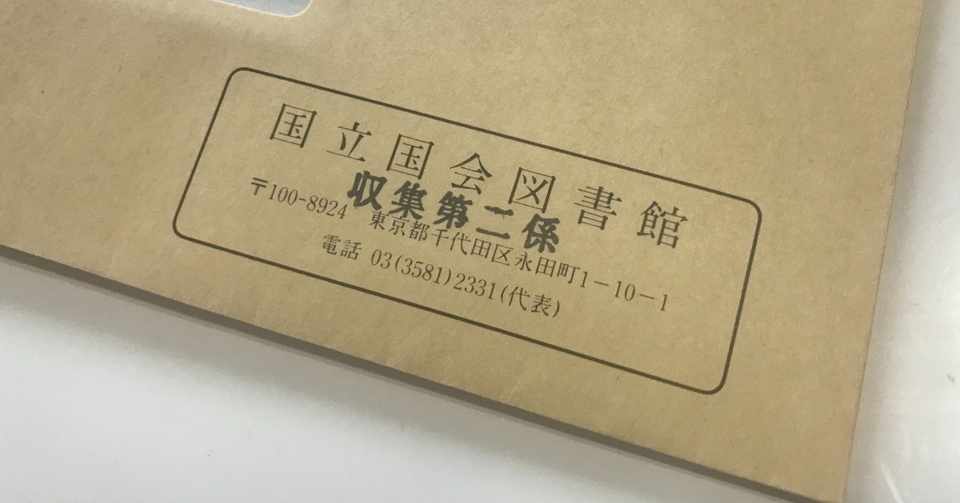 国立国会図書館
収集第二係
〒100-8924 東京都千代田区永田町1-10-1
電話 03(3581)2331(代表)